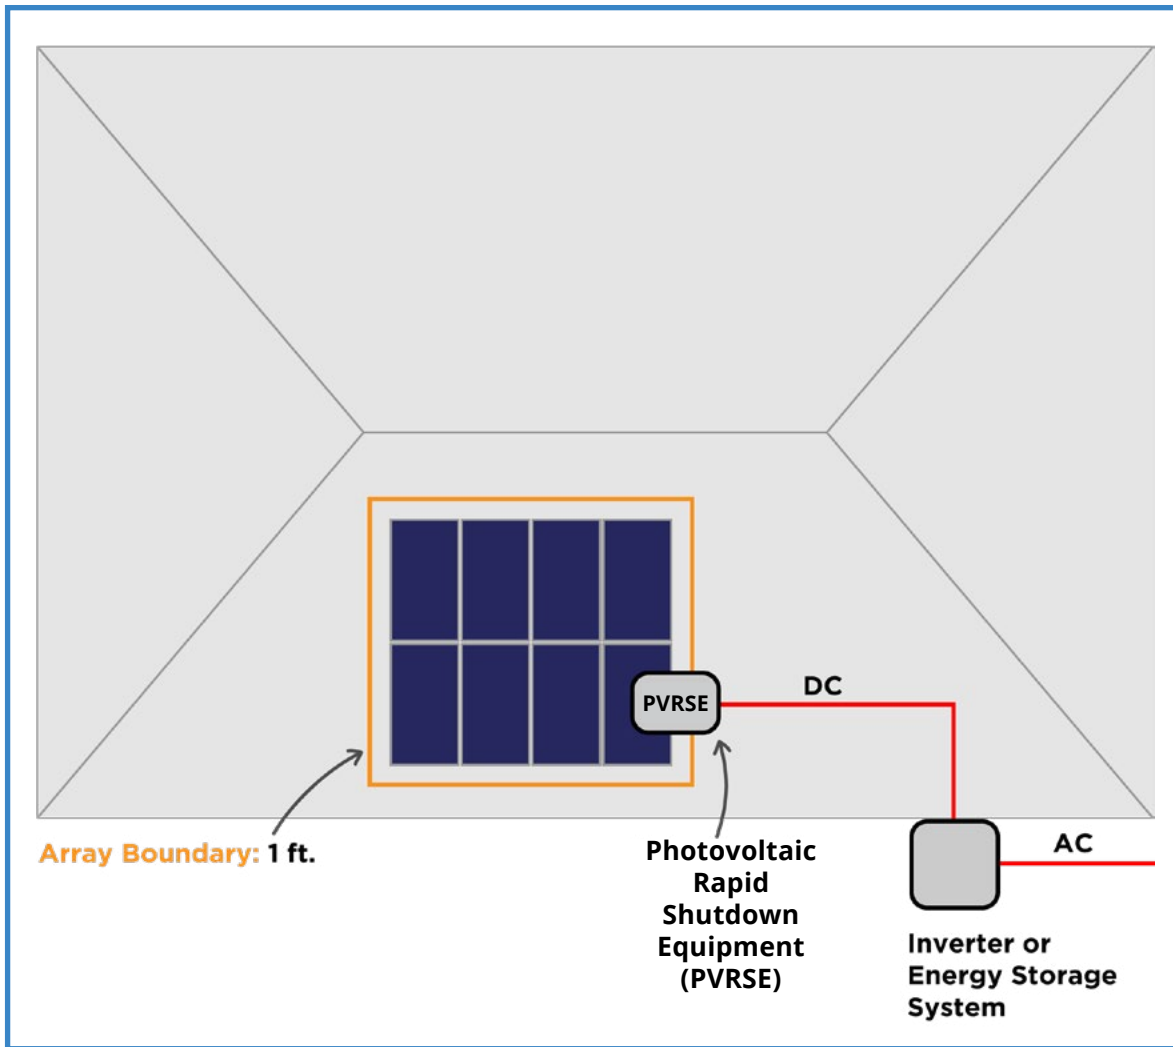 PVRSE
DC
Array Boundary: 1 ft.
Photovoltaic
Rapid
Shutdown
Equipment
(PVRSE)
AC
Inverter or
Energy Storage
System